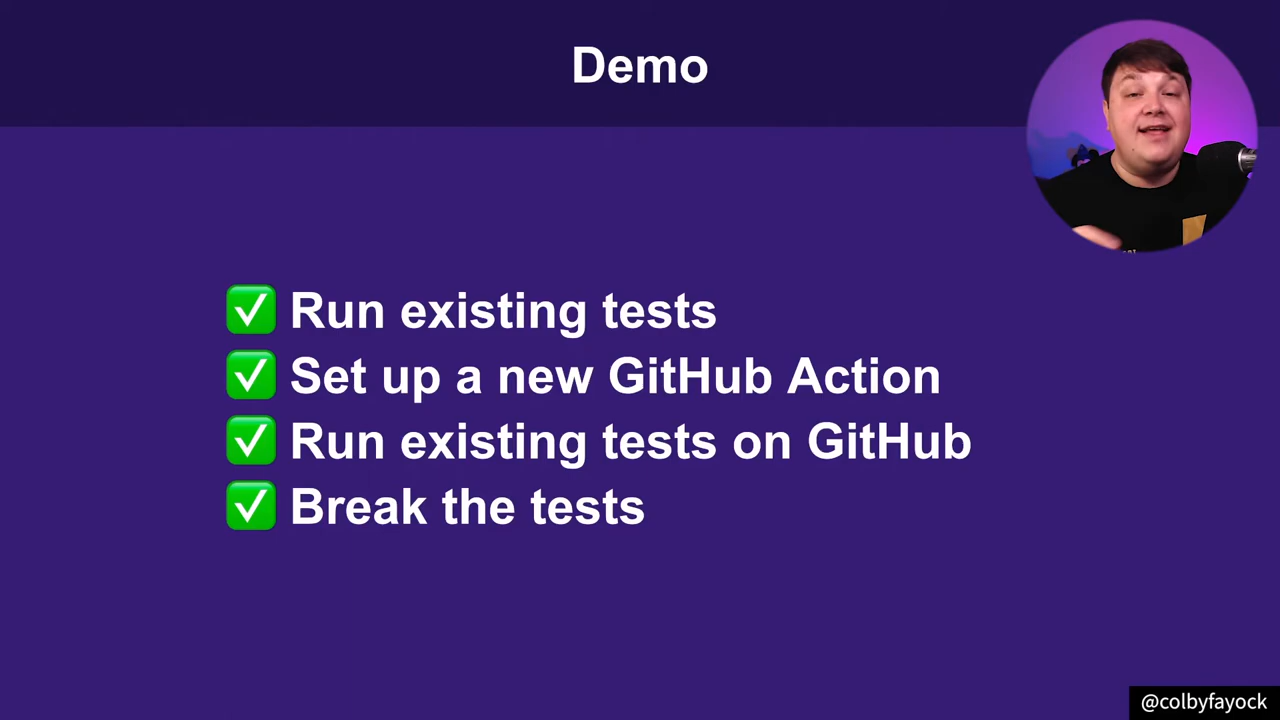 Demo
✅ Run existing tests
✅ Set up a new GitHub Action
✅ Run existing tests on GitHub
✅ Break the tests
@colbyfayock